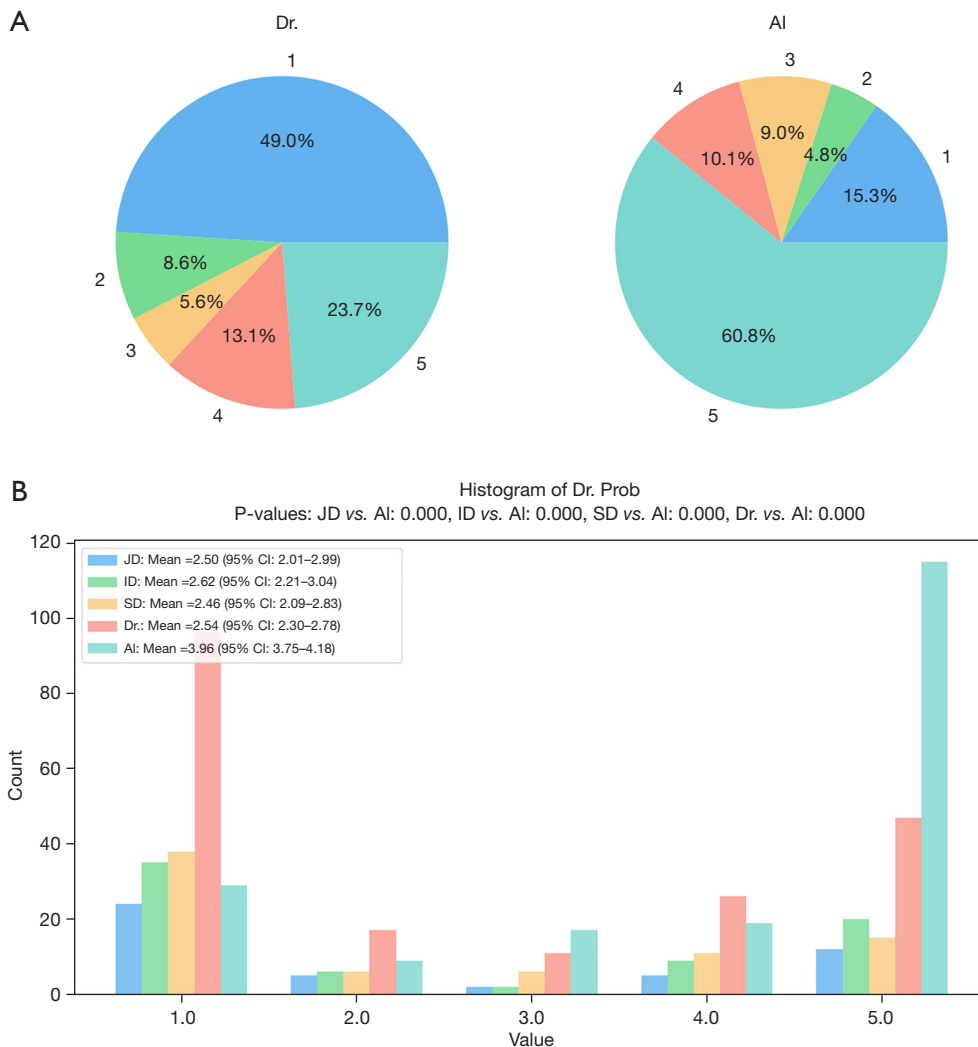 A
Dr.
AI
1
49.0%
2
8.6%
3
5.6%
4
13.1%
5
23.7%
1
15.3%
2
4.8%
3
9.0%
4
10.1%
5
60.8%
B
Histogram of Dr. Prob
P-values: JD vs. AI: 0.000, ID vs. AI: 0.000, SD vs. AI: 0.000, Dr. vs. AI: 0.000
JD: Mean =2.50 (95% CI: 2.01–2.99)
ID: Mean =2.62 (95% CI: 2.21–3.04)
SD: Mean =2.46 (95% CI: 2.09–2.83)
Dr.: Mean =2.54 (95% CI: 2.30–2.78)
AI: Mean =3.96 (95% CI: 3.75–4.18)
Count
120
100
80
60
40
20
0
1.0 2.0 3.0 4.0 5.0
Value